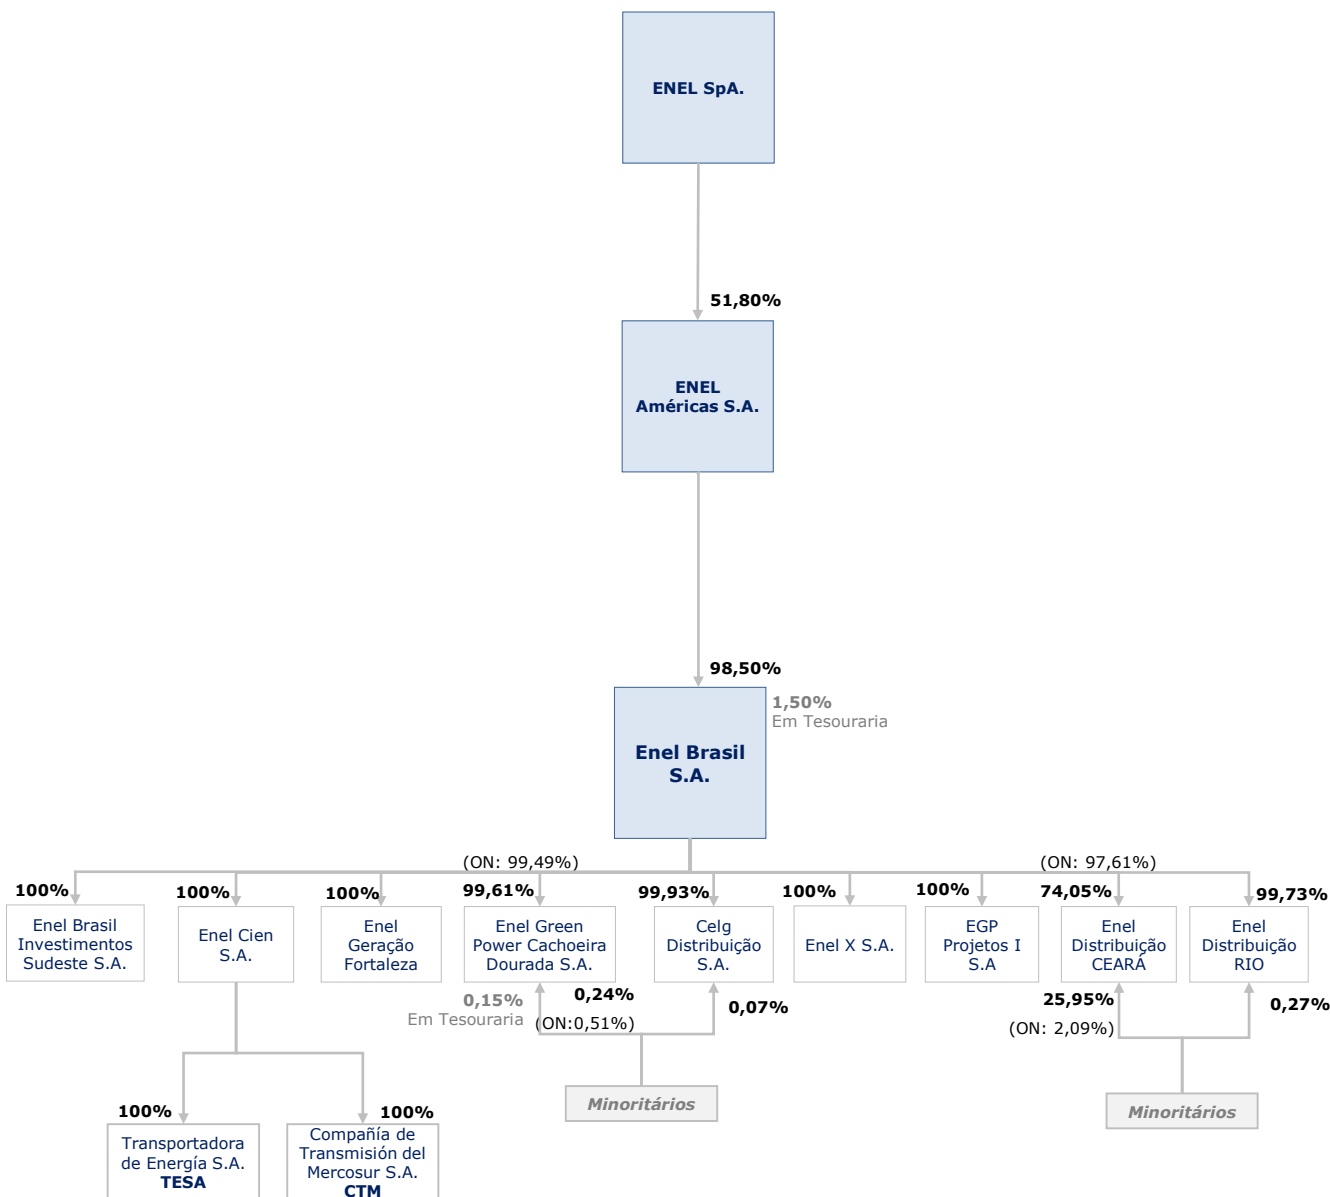 ENEL SpA.
51,80%
ENEL
Américas S.A.
98,50%
1,50%
Em Tesouraria
Enel Brasil
S.A.
(ON: 99,49%)
(ON: 97,61%)
100%
100%
100%
99,61%
99,93%
100%
100%
74,05%
99,73%
Enel Brasil
Investimentos
Sudeste S.A.
Enel Cien
S.A.
Enel
Geração
Fortaleza
Enel Green
Power Cachoeira
Dourada S.A.
Celg
Distribuição
S.A.
Enel X S.A.
EGP
Projetos I
S.A
Enel
Distribuição
CEARÁ
Enel
Distribuição
RIO
0,15%
Em Tesouraria
0,24%
(ON:0,51%)
0,07%
25,95%
(ON: 2,09%)
0,27%
Minoritários
Minoritários
100%
100%
Transportadora
de Energía S.A.
TESA
Compañía de
Transmisión del
Mercosur S.A.
CTM